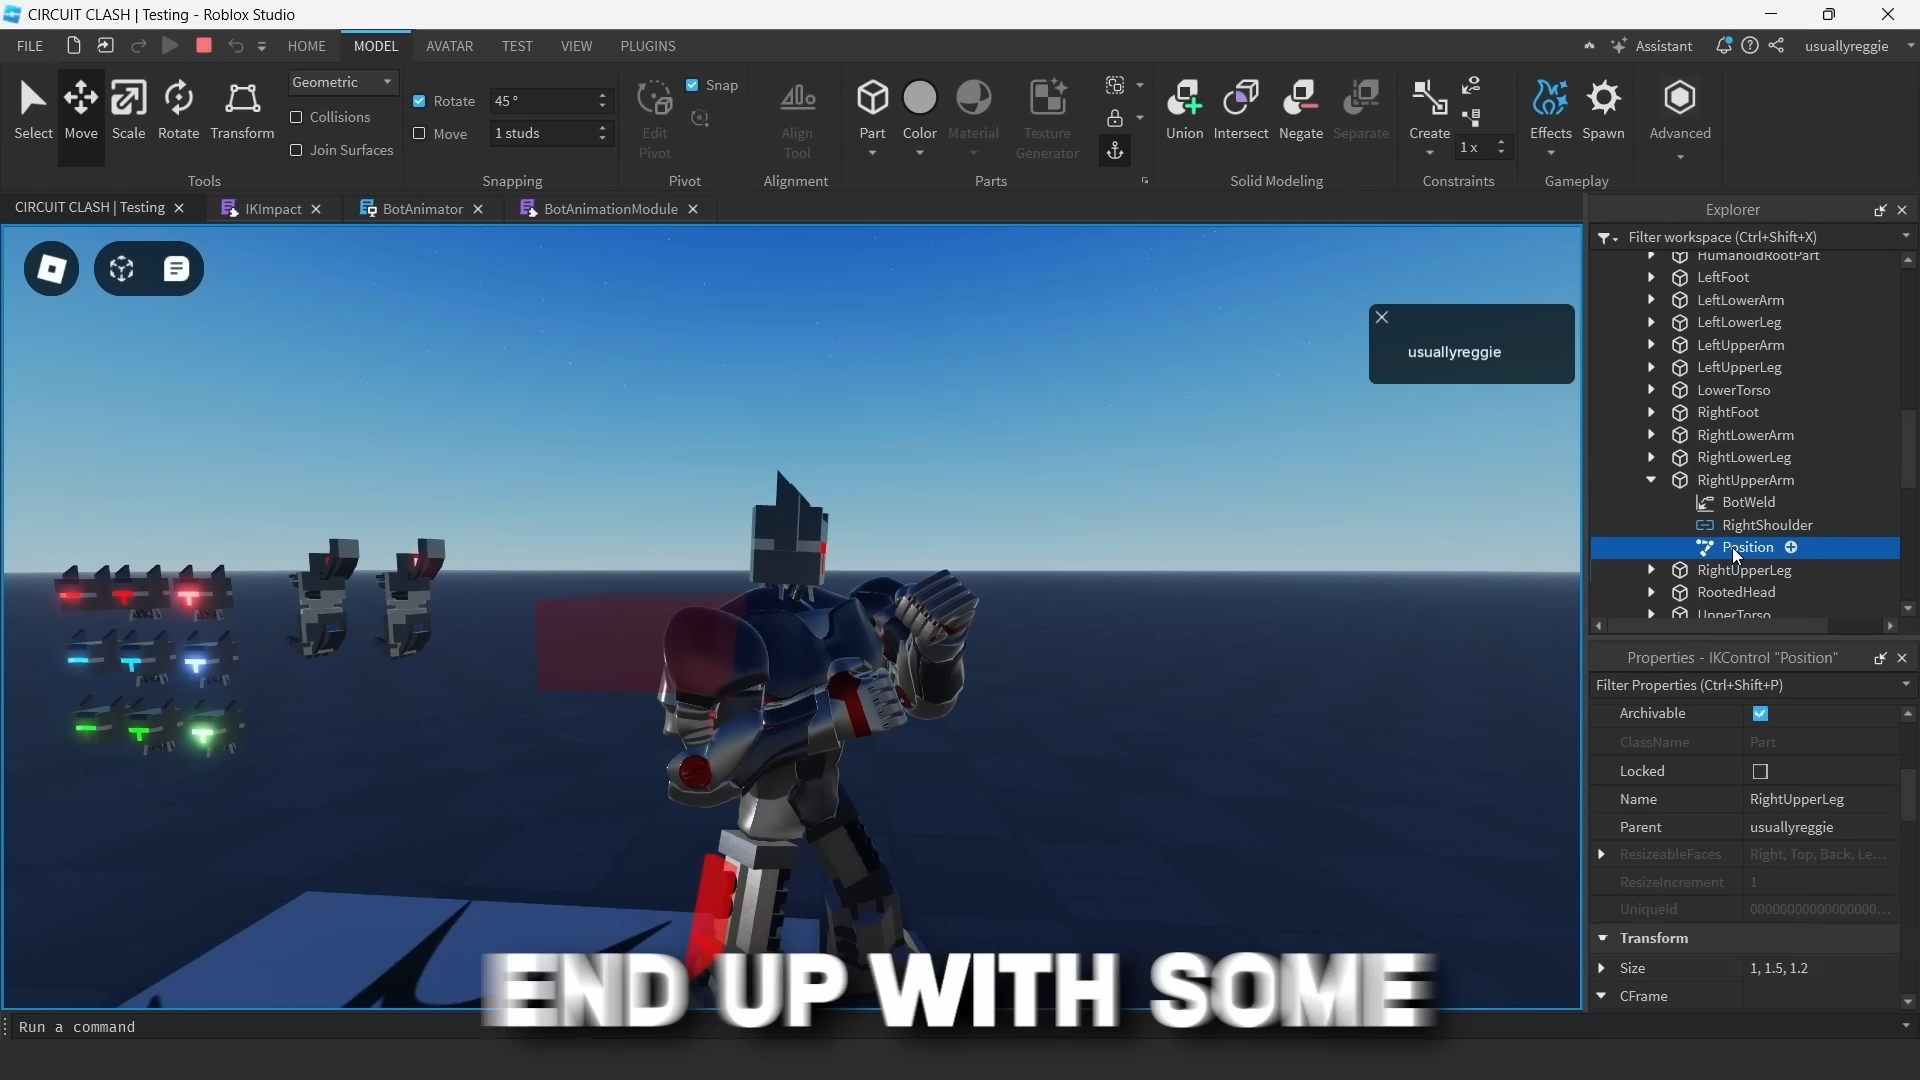 CIRCUIT CLASH | Testing - Roblox Studio
FILE HOME MODEL AVATAR TEST VIEW PLUGINS Assistant usuallyreggie
Select Move Scale Rotate Transform
Geometric
Collisions
Join Surfaces
Tools
Rotate 45 °
Move 1 studs
Snapping
Edit Pivot
Snap
Pivot
Align Tool
Alignment
Part Color Material Texture Generator
Parts
Union Intersect Negate Separate
Solid Modeling
Create
1 x
Constraints
Effects Spawn
Gameplay
Advanced
CIRCUIT CLASH | Testing IKImpact BotAnimator BotAnimationModule
usuallyreggie
END UP WITH SOME
Run a command
Explorer
Filter workspace (Ctrl+Shift+X)
HumanoidRootPart
LeftFoot
LeftLowerArm
LeftLowerLeg
LeftUpperArm
LeftUpperLeg
LowerTorso
RightFoot
RightLowerArm
RightLowerLeg
RightUpperArm
BotWeld
RightShoulder
Position
RightUpperLeg
RootedHead
UpperTorso
Properties - IKControl "Position"
Filter Properties (Ctrl+Shift+P)
Archivable
ClassName Part
Locked
Name RightUpperLeg
Parent usuallyreggie
ResizeableFaces Right, Top, Back, Le...
ResizeIncrement 1
UniqueId 00000000000000000...
Transform
Size 1, 1.5, 1.2
CFrame